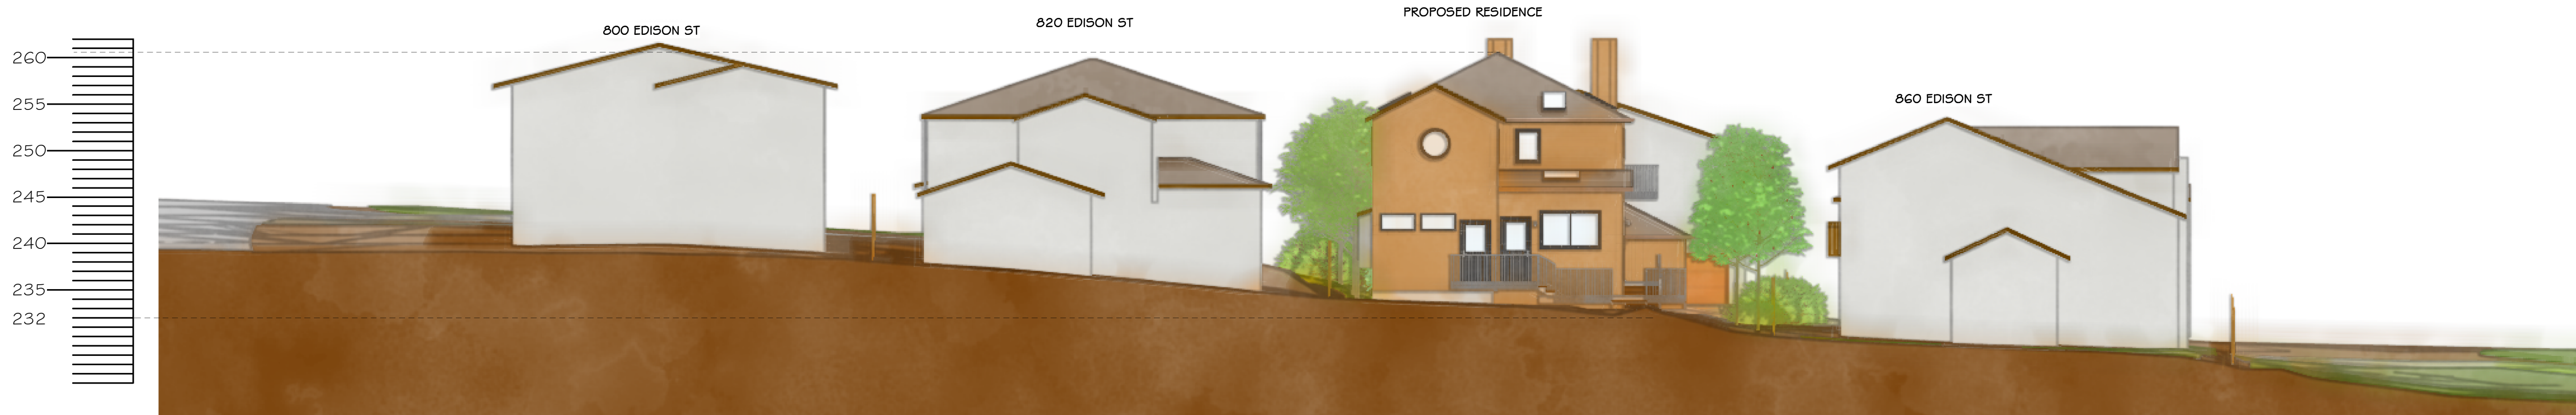 PROPOSED RESIDENCE
820 EDISON ST
800 EDISON ST
860 EDISON ST
260
255
250
245
240
235
232